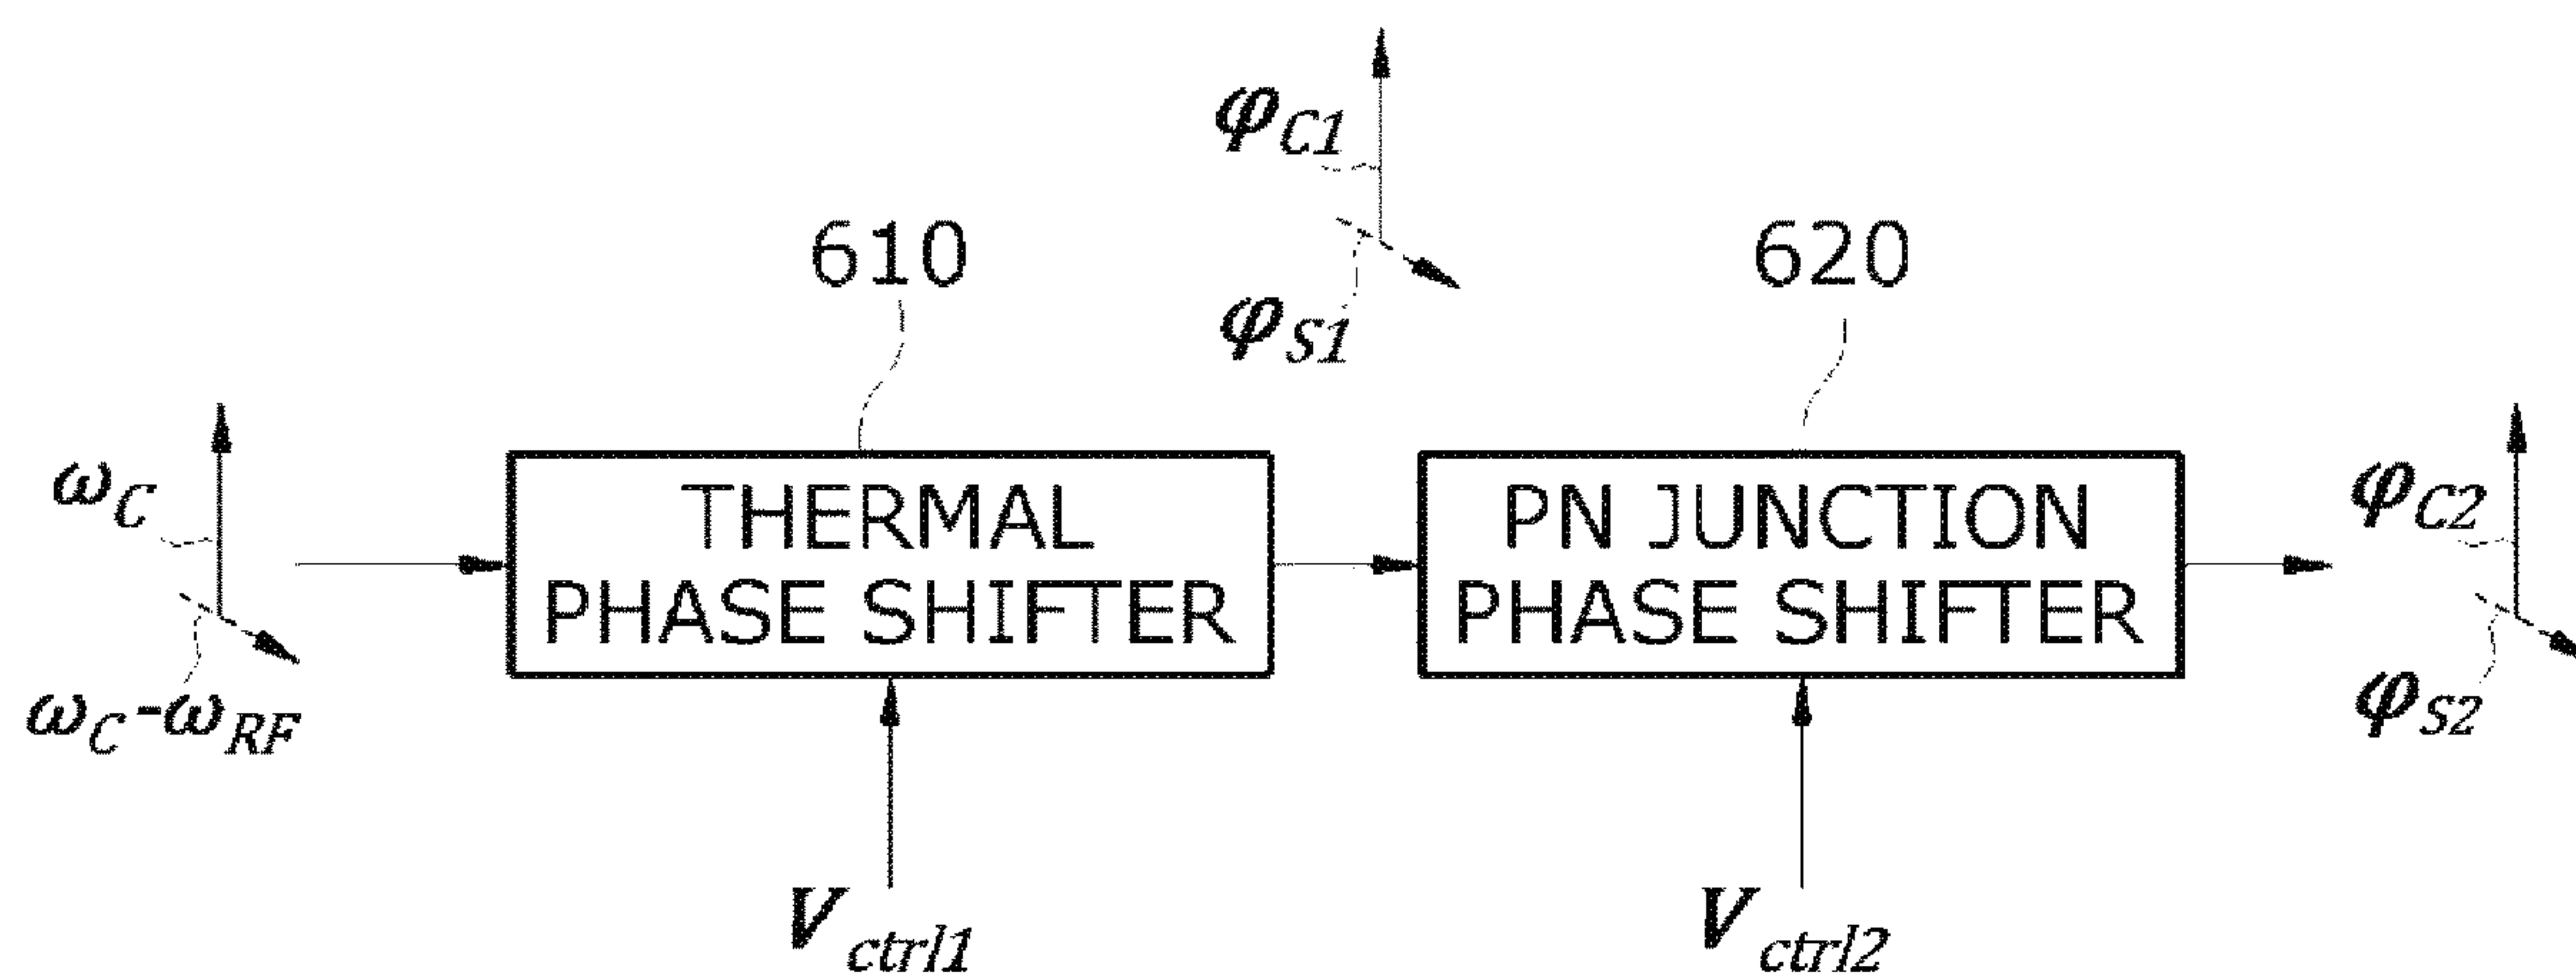 φC1
610
620
φS1
ωC
THERMAL
PHASE SHIFTER
PN JUNCTION
PHASE SHIFTER
φC2
ωC-ωRF
φS2
Vctrl1
Vctrl2